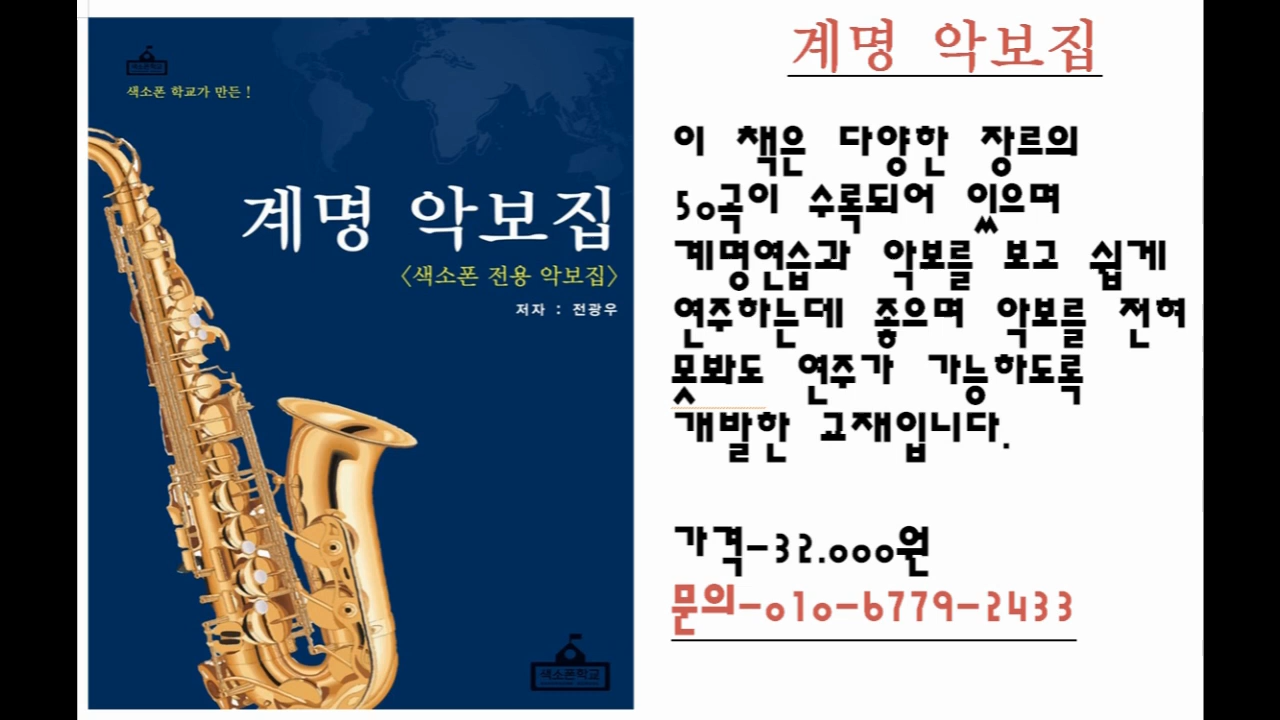 색소폰학교
색소폰 학교가 만든 !
계명 악보집
<색소폰 전용 악보집>
저자 : 전광우
색소폰학교
계명 악보집
이 책은 다양한 장르의
50곡이 수록되어 있으며
계명연습과 악보를 보고 쉽게
연주하는데 좋으며 악보를 전혀
못봐도 연주가 가능하도록
개발한 교재입니다.
가격-32.000원
문의-010-6779-2433